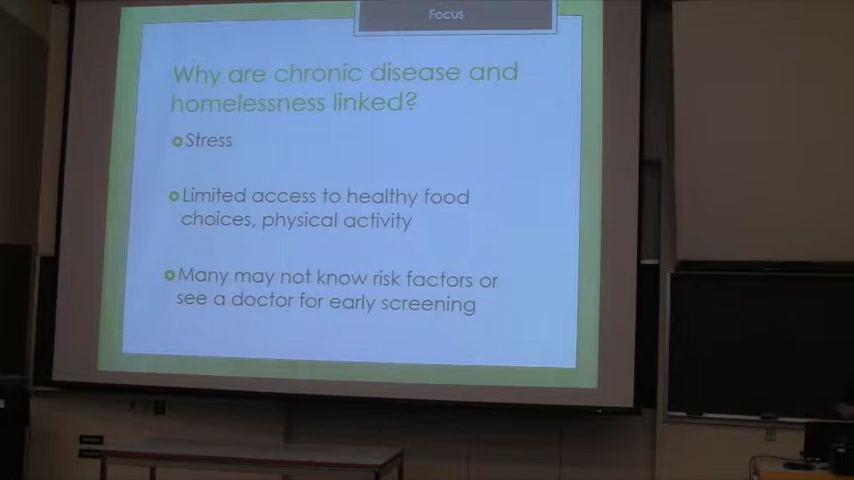 Focus
Why are chronic disease and
homelessness linked?
Stress
Limited access to healthy food
choices, physical activity
Many may not know risk factors or
see a doctor for early screening